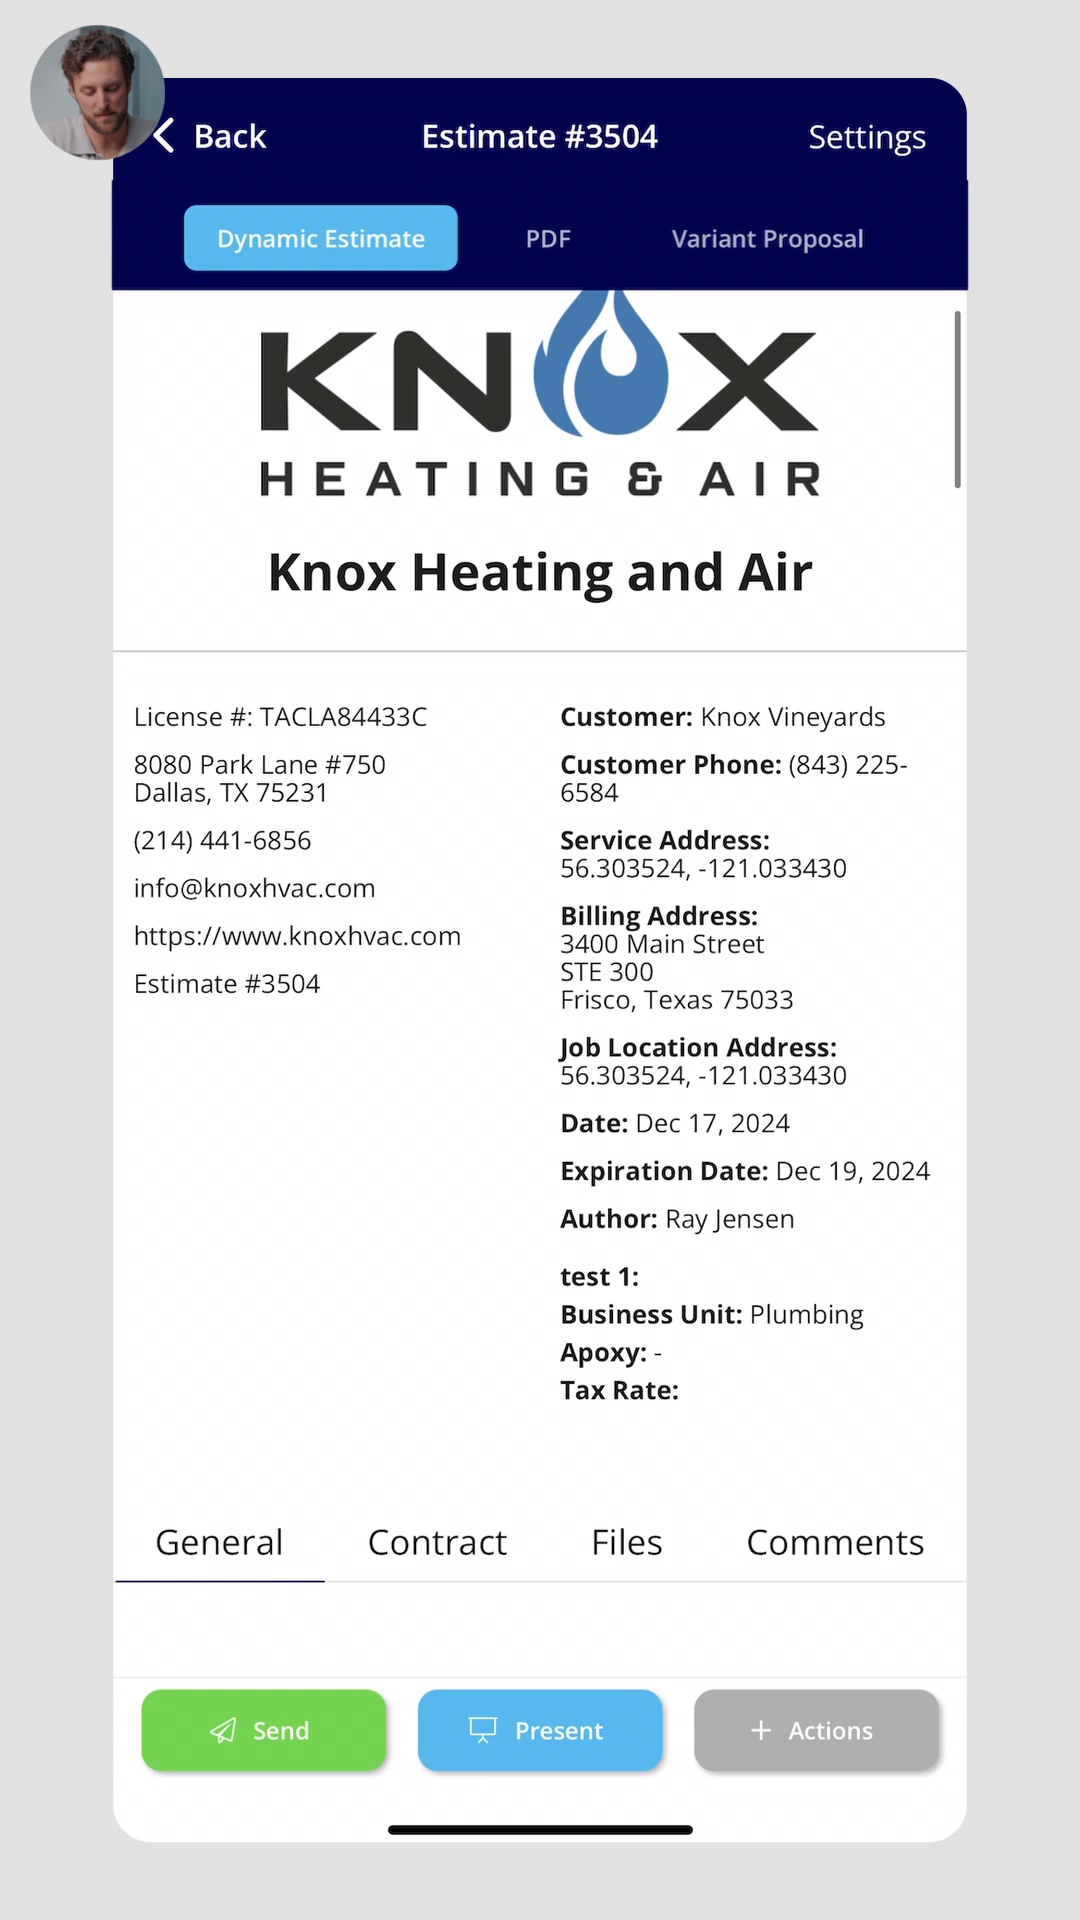 Back Estimate #3504 Settings
Dynamic Estimate PDF Variant Proposal
KNOX
HEATING & AIR
Knox Heating and Air
License #: TACLA84433C
8080 Park Lane #750
Dallas, TX 75231
(214) 441-6856
info@knoxhvac.com
https://www.knoxhvac.com
Estimate #3504
Customer: Knox Vineyards
Customer Phone: (843) 225-
6584
Service Address:
56.303524, -121.033430
Billing Address:
3400 Main Street
STE 300
Frisco, Texas 75033
Job Location Address:
56.303524, -121.033430
Date: Dec 17, 2024
Expiration Date: Dec 19, 2024
Author: Ray Jensen
test 1:
Business Unit: Plumbing
Apoxy: -
Tax Rate:
General Contract Files Comments
Send Present + Actions